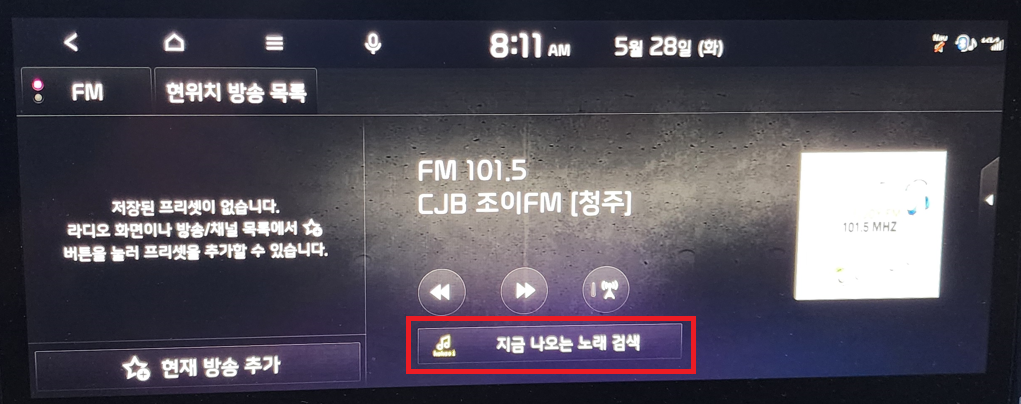 8:11 AM
5월 28일 (화)
FM
현위치 방송 목록
저장된 프리셋이 없습니다.
라디오 화면이나 방송/채널 목록에서
버튼을 눌러 프리셋을 추가할 수 있습니다.
현재 방송 추가
FM 101.5
CJB 조이FM [청주]
지금 나오는 노래 검색
101.5 MHZ